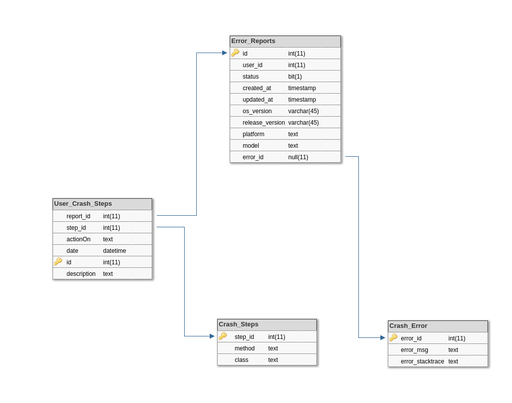 Error_Reports
id int(11)
user_id int(11)
status bit(1)
created_at timestamp
updated_at timestamp
os_version varchar(45)
release_version varchar(45)
platform text
model text
error_id null(11)
User_Crash_Steps
report_id int(11)
step_id int(11)
actionOn text
date datetime
id int(11)
description text
Crash_Steps
step_id int(11)
method text
class text
Crash_Error
error_id int(11)
error_msg text
error_stacktrace text